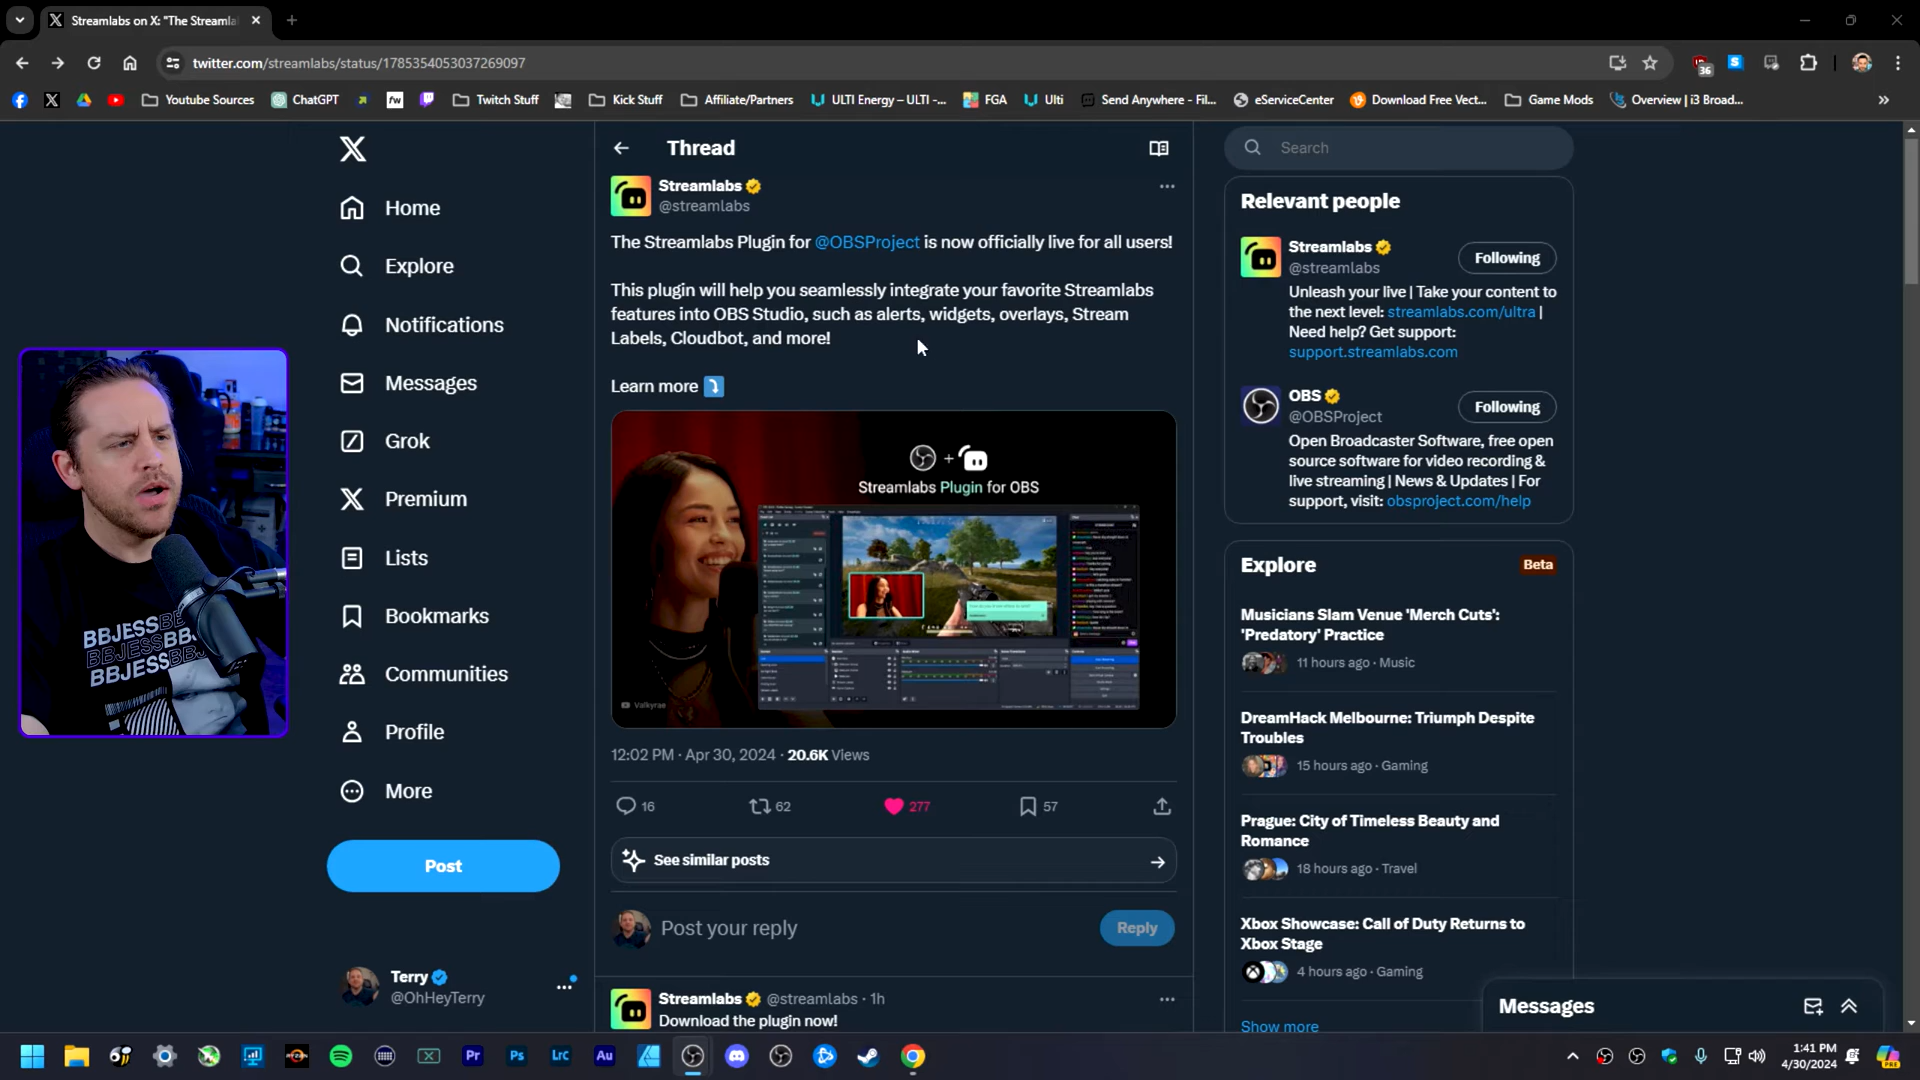 Streamlabs on X: "The Streamla
twitter.com/streamlabs/status/1785354053037269097
36
Youtube Sources
ChatGPT
fw
Twitch Stuff
Kick Stuff
Affiliate/Partners
ULTI Energy – ULTI -...
FGA
Ulti
Send Anywhere - Fil...
eServiceCenter
Download Free Vect...
Game Mods
Overview | i3 Broad...
Home
Explore
Notifications
Messages
Grok
Premium
Lists
Bookmarks
Communities
Profile
More
Post
Terry
@OhHeyTerry
BBJESSBB
BBJESSBB
BBJESSBB
Thread
Streamlabs
@streamlabs
The Streamlabs Plugin for @OBSProject is now officially live for all users!
This plugin will help you seamlessly integrate your favorite Streamlabs
features into OBS Studio, such as alerts, widgets, overlays, Stream
Labels, Cloudbot, and more!
Learn more
Streamlabs Plugin for OBS
Valkyrae
12:02 PM · Apr 30, 2024 · 20.6K Views
16
62
277
57
See similar posts
Post your reply
Reply
Streamlabs @streamlabs · 1h
Download the plugin now!
Search
Relevant people
Streamlabs
@streamlabs
Following
Unleash your live | Take your content to
the next level: streamlabs.com/ultra |
Need help? Get support:
support.streamlabs.com
OBS
@OBSProject
Following
Open Broadcaster Software, free open
source software for video recording &
live streaming | News & Updates | For
support, visit: obsproject.com/help
Explore
Beta
Musicians Slam Venue 'Merch Cuts':
'Predatory' Practice
11 hours ago · Music
DreamHack Melbourne: Triumph Despite
Troubles
15 hours ago · Gaming
Prague: City of Timeless Beauty and
Romance
18 hours ago · Travel
Xbox Showcase: Call of Duty Returns to
Xbox Stage
4 hours ago · Gaming
Show more
Messages
Pr
Ps
Lrc
Au
1:41 PM
4/30/2024
PRE